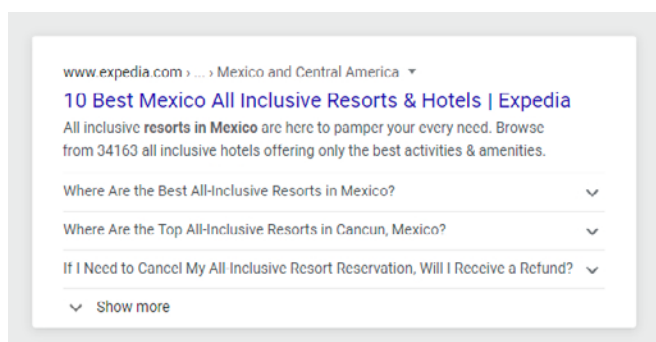 www.expedia.com › ... › Mexico and Central America
10 Best Mexico All Inclusive Resorts & Hotels | Expedia
All inclusive resorts in Mexico are here to pamper your every need. Browse
from 34163 all inclusive hotels offering only the best activities & amenities.
Where Are the Best All-Inclusive Resorts in Mexico?
Where Are the Top All-Inclusive Resorts in Cancun, Mexico?
If I Need to Cancel My All-Inclusive Resort Reservation, Will I Receive a Refund?
Show more